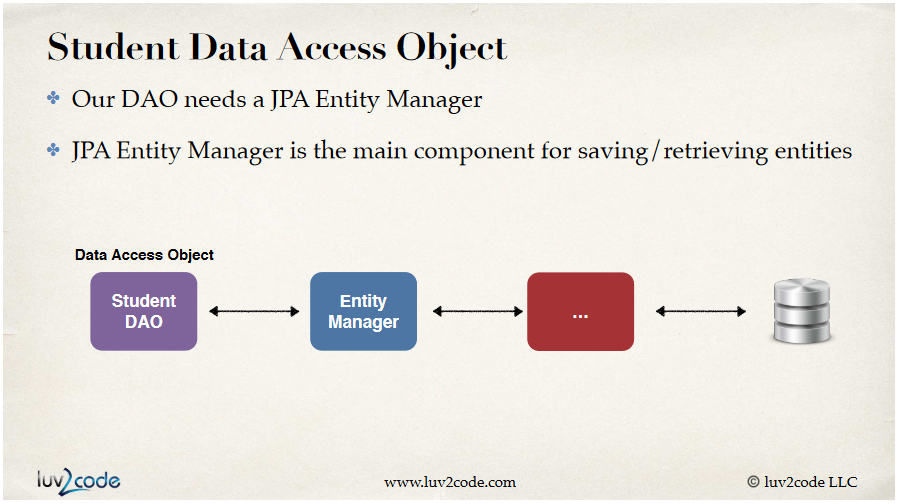 Student Data Access Object
Our DAO needs a JPA Entity Manager
JPA Entity Manager is the main component for saving/retrieving entities
Data Access Object
Student
DAO
Entity
Manager
...
luv2code
www.luv2code.com
© luv2code LLC